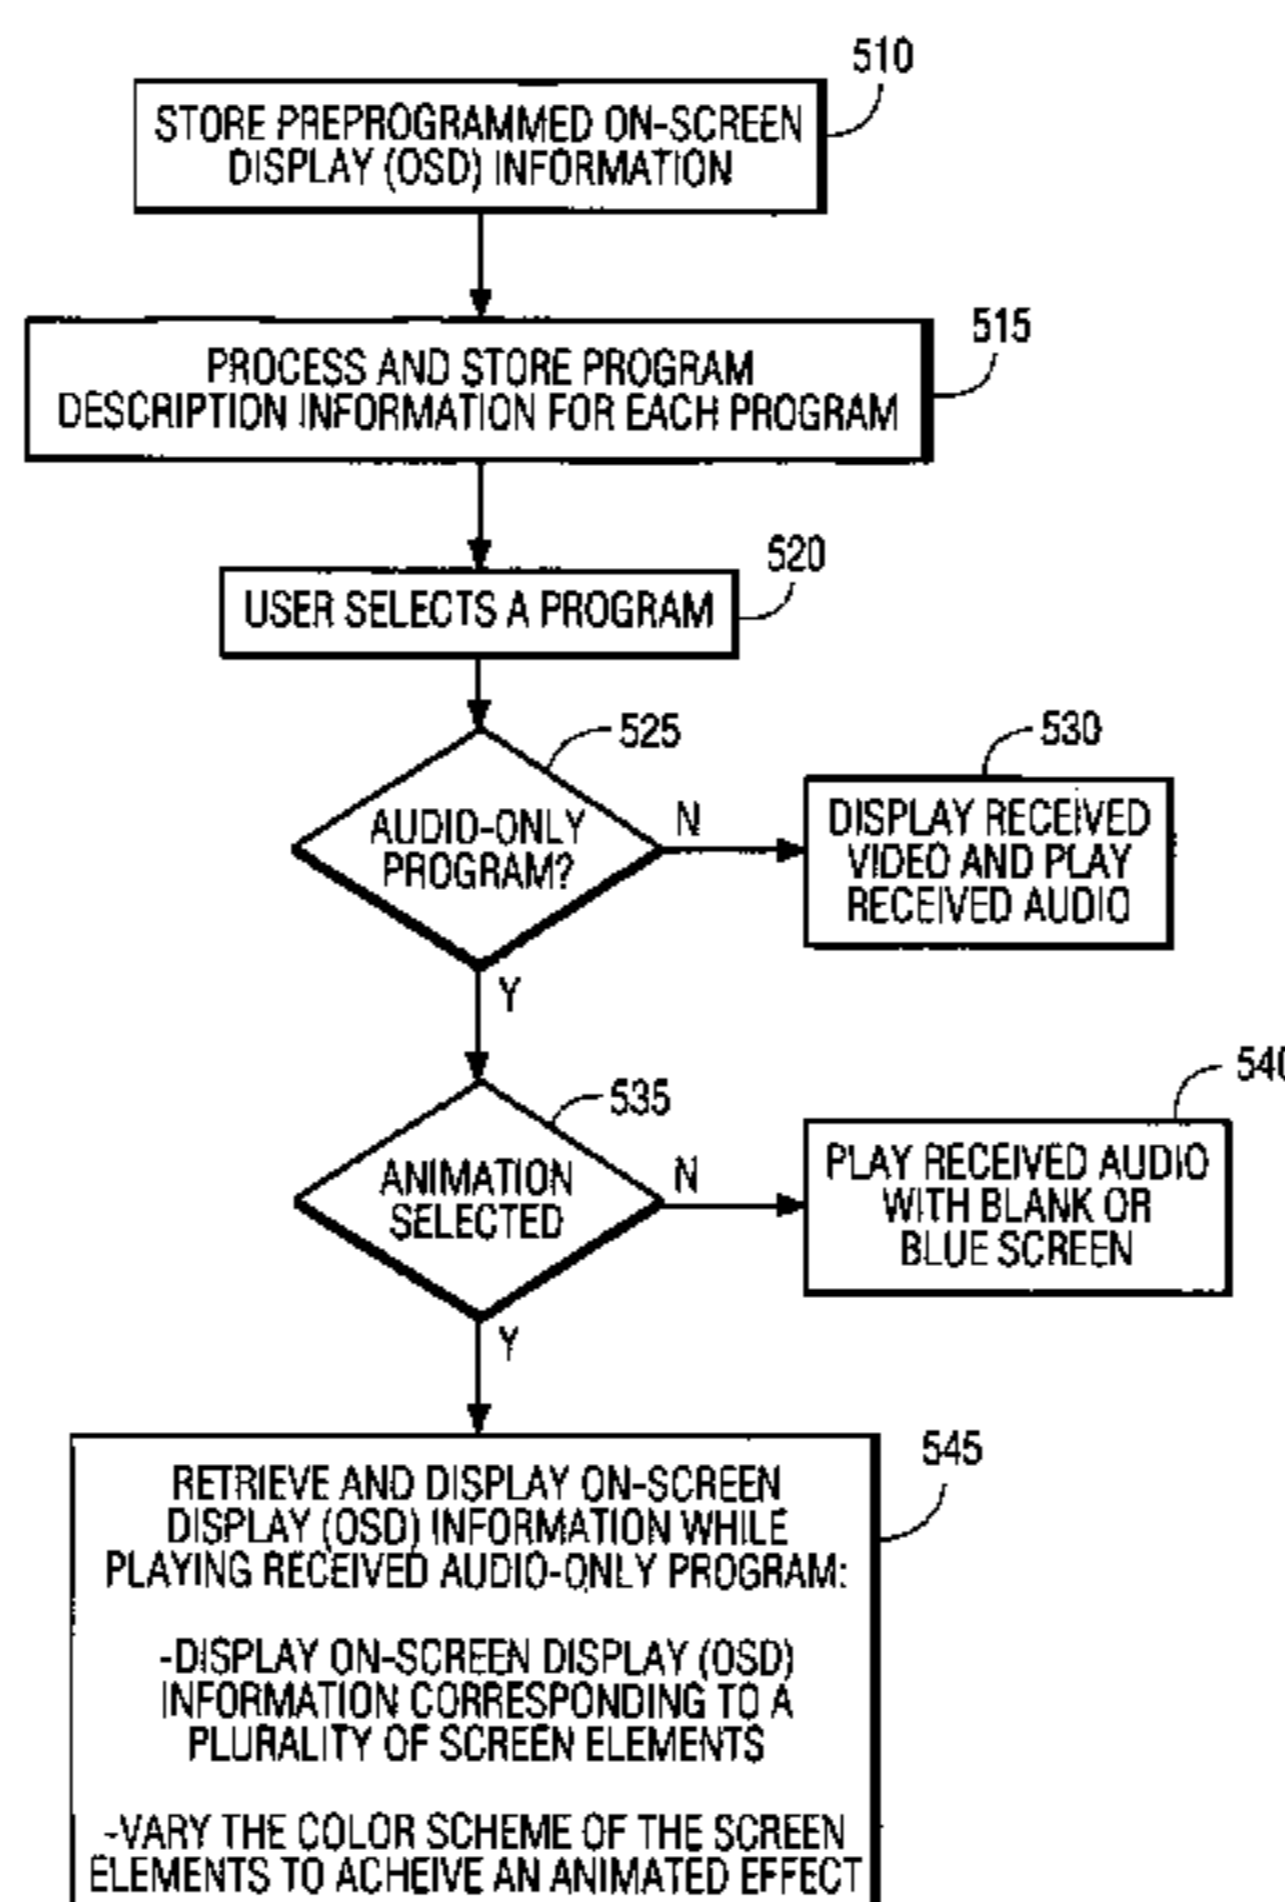 510
STORE PREPROGRAMMED ON-SCREEN
DISPLAY (OSD) INFORMATION
515
PROCESS AND STORE PROGRAM
DESCRIPTION INFORMATION FOR EACH PROGRAM
520
USER SELECTS A PROGRAM
525
530
AUDIO-ONLY
PROGRAM?
N
DISPLAY RECEIVED
VIDEO AND PLAY
RECEIVED AUDIO
Y
535
540
ANIMATION
SELECTED
N
PLAY RECEIVED AUDIO
WITH BLANK OR
BLUE SCREEN
Y
545
RETRIEVE AND DISPLAY ON-SCREEN
DISPLAY (OSD) INFORMATION WHILE
PLAYING RECEIVED AUDIO-ONLY PROGRAM:
-DISPLAY ON-SCREEN DISPLAY (OSD)
INFORMATION CORRESPONDING TO A
PLURALITY OF SCREEN ELEMENTS
-VARY THE COLOR SCHEME OF THE SCREEN
ELEMENTS TO ACHEIVE AN ANIMATED EFFECT